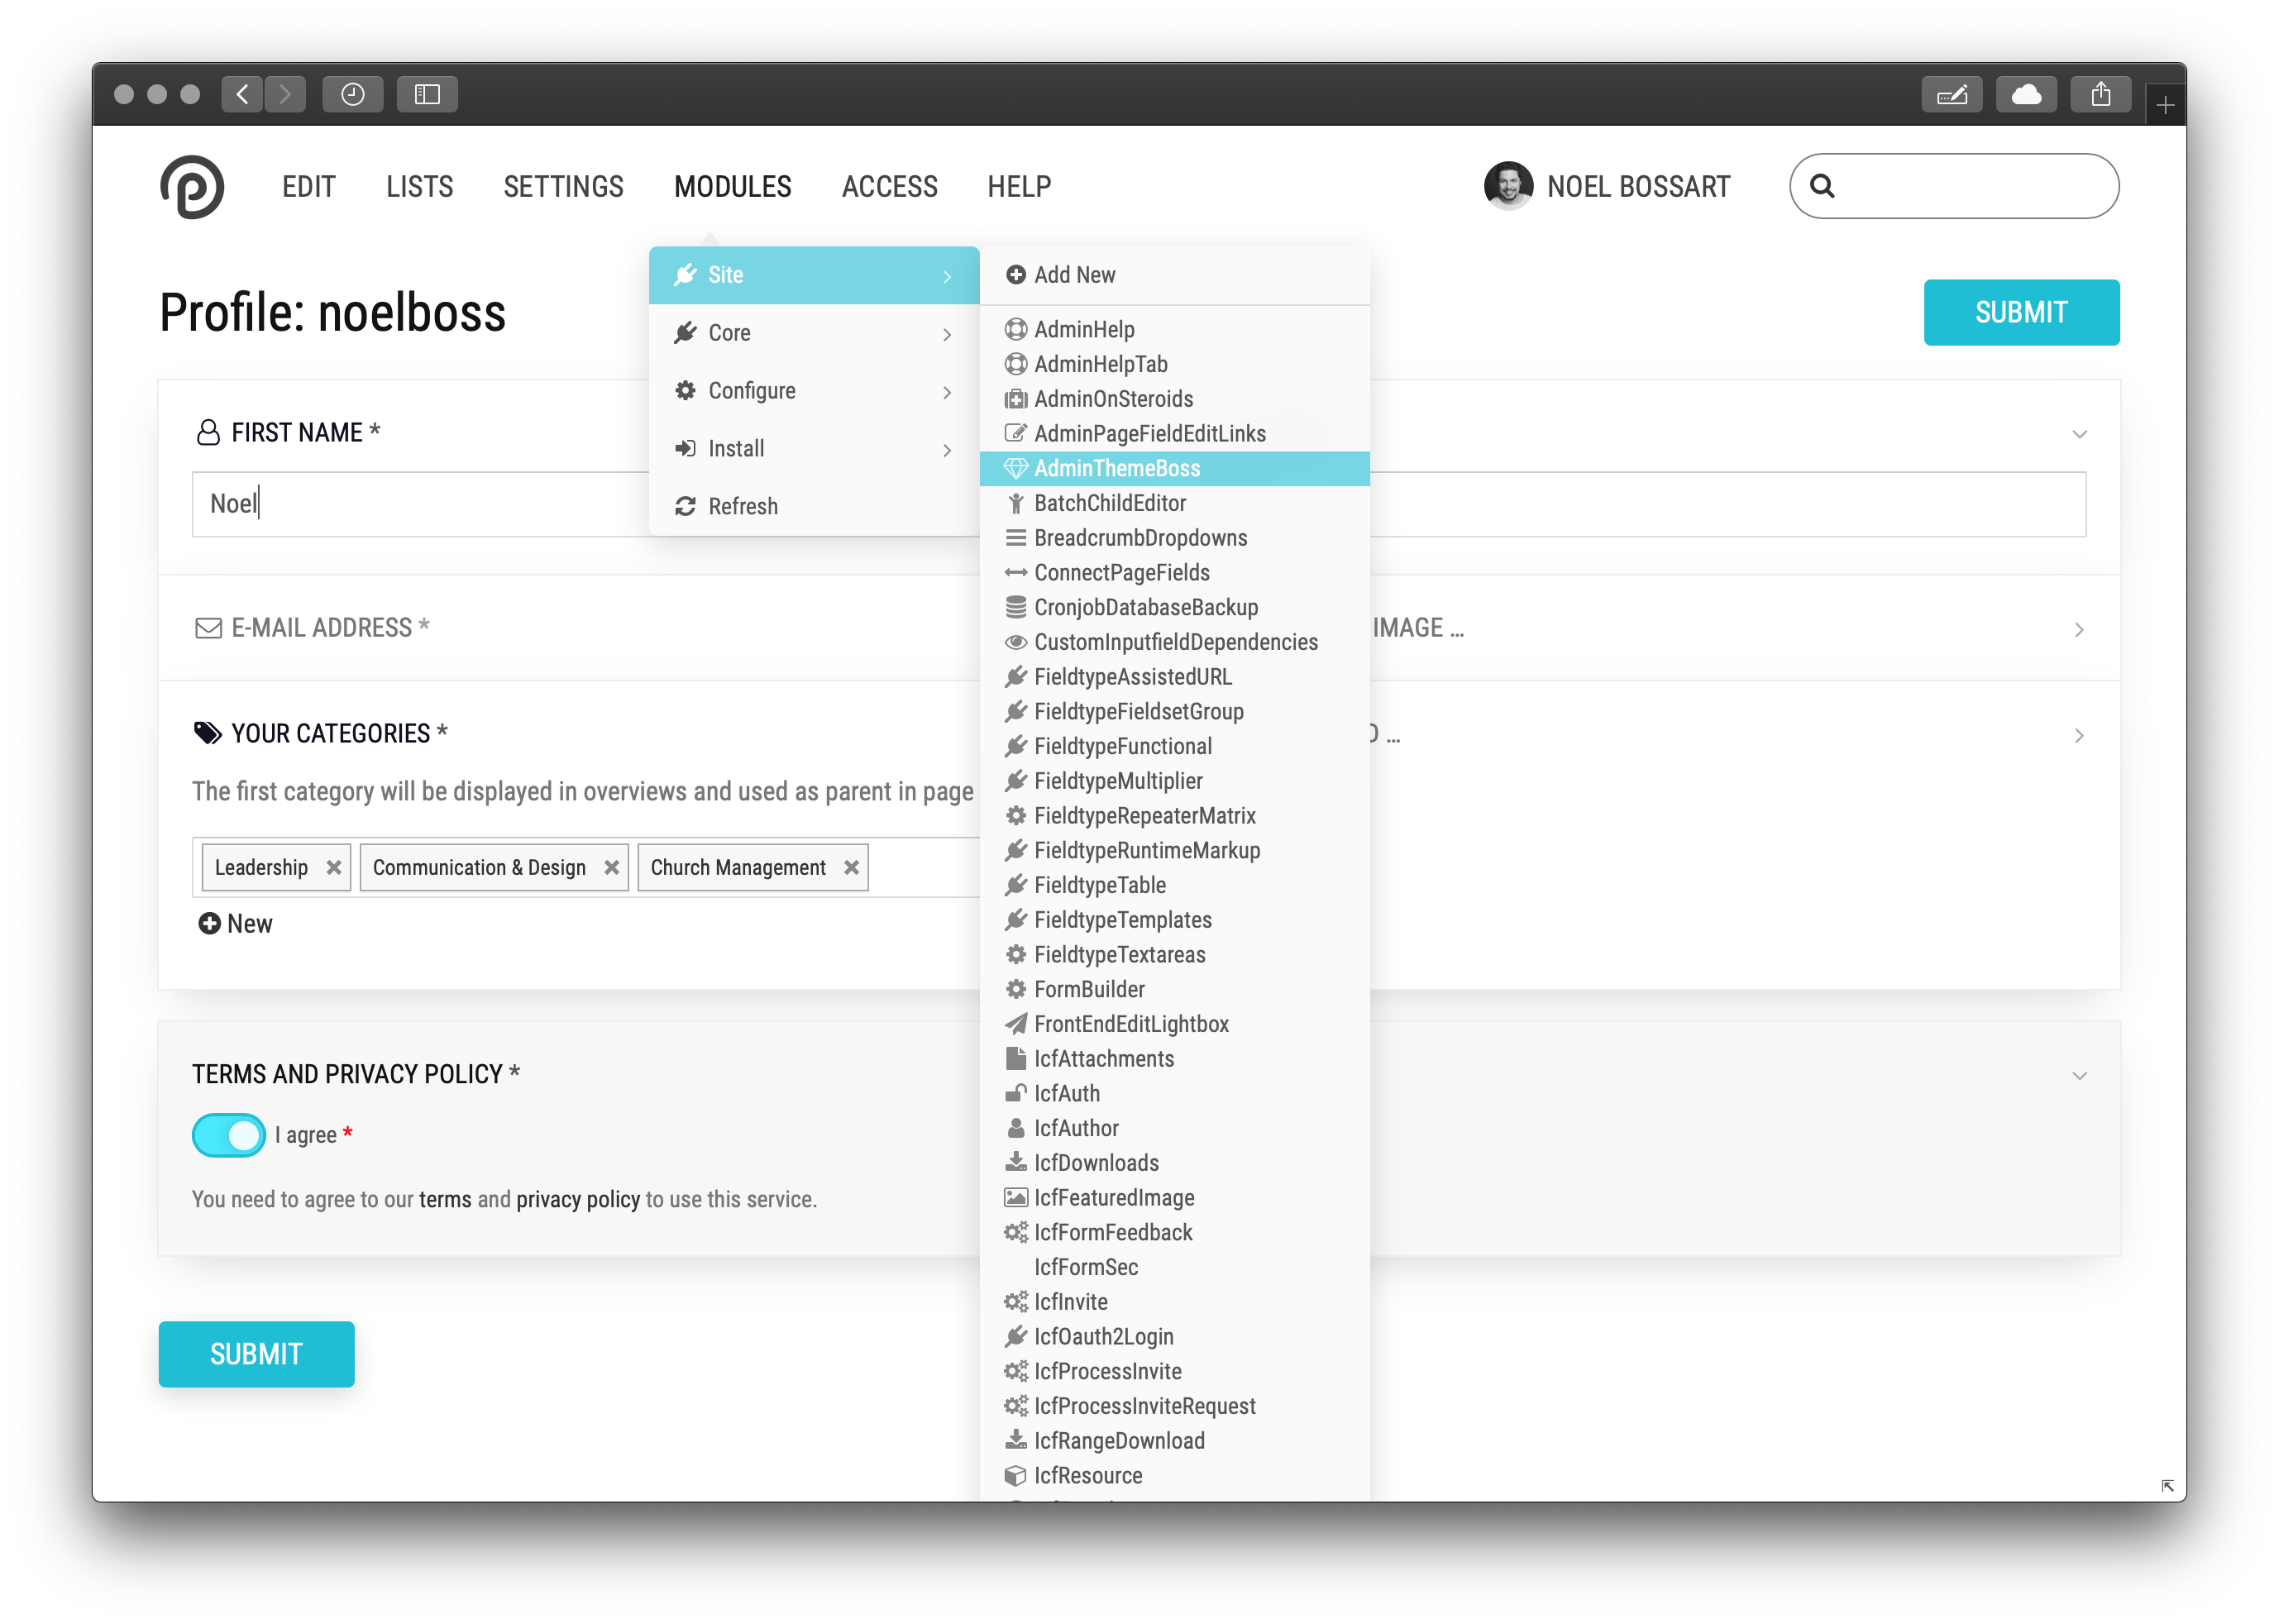 EDIT LISTS SETTINGS MODULES ACCESS HELP NOEL BOSSART
Profile: noelboss
SUBMIT
Site
Core
Configure
Install
Refresh
Add New
AdminHelp
AdminHelpTab
AdminOnSteroids
AdminPageFieldEditLinks
AdminThemeBoss
BatchChildEditor
BreadcrumbDropdowns
ConnectPageFields
CronjobDatabaseBackup
CustomInputfieldDependencies
FieldtypeAssistedURL
FieldtypeFieldsetGroup
FieldtypeFunctional
FieldtypeMultiplier
FieldtypeRepeaterMatrix
FieldtypeRuntimeMarkup
FieldtypeTable
FieldtypeTemplates
FieldtypeTextareas
FormBuilder
FrontEndEditLightbox
IcfAttachments
IcfAuth
IcfAuthor
IcfDownloads
IcfFeaturedImage
IcfFormFeedback
IcfFormSec
IcfInvite
IcfOauth2Login
IcfProcessInvite
IcfProcessInviteRequest
IcfRangeDownload
IcfResource
FIRST NAME *
Noel
E-MAIL ADDRESS *
IMAGE ...
YOUR CATEGORIES *
The first category will be displayed in overviews and used as parent in page
Leadership Communication & Design Church Management
New
TERMS AND PRIVACY POLICY *
I agree *
You need to agree to our terms and privacy policy to use this service.
SUBMIT